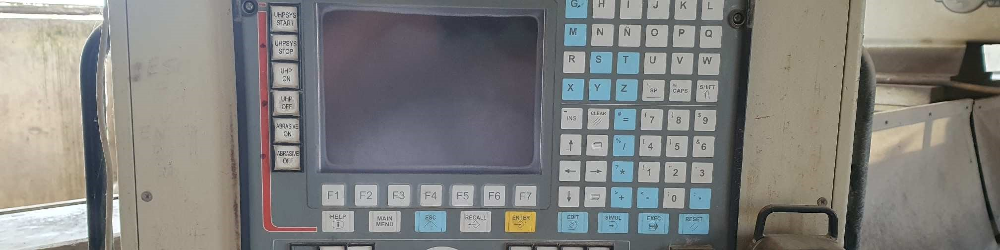 UHPSYS
START
UHPSYS
STOP
UHP
ON
UHP
OFF
ABRASIVE
ON
ABRASIVE
OFF
F1 F2 F3 F4 F5 F6 F7
HELP
i
MAIN
MENU
ESC
RECALL
ENTER
G H I J K L
M N Ñ O P Q
R S T U V W
X Y Z \ SP @ CAPS SHIFT
INS CLEAR # = ( 7 ) 8 $ 9
% / [ 4 ] 5 & 6
? * ! 1 " 2 ' 3
> + < - ; 0 : .
EDIT SIMUL EXEC RESET